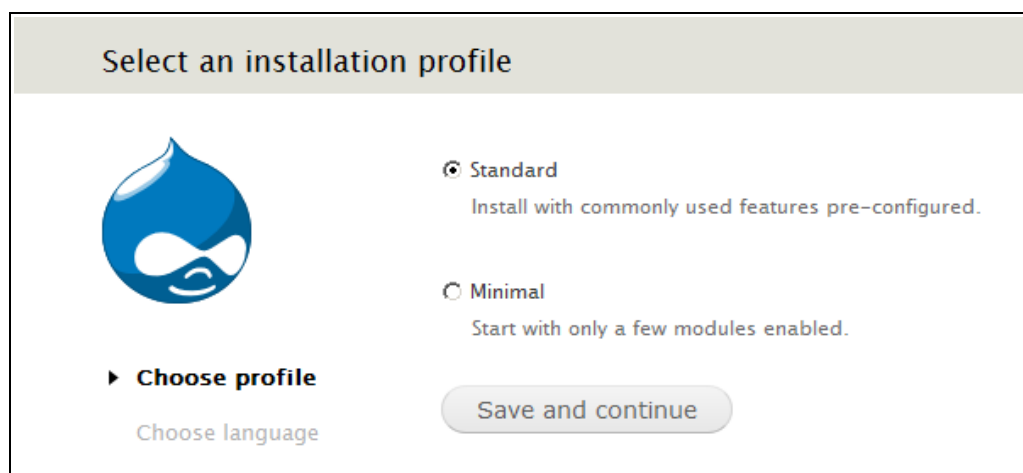 Select an installation profile
Standard
Install with commonly used features pre-configured.
Minimal
Start with only a few modules enabled.
Choose profile
Save and continue
Choose language